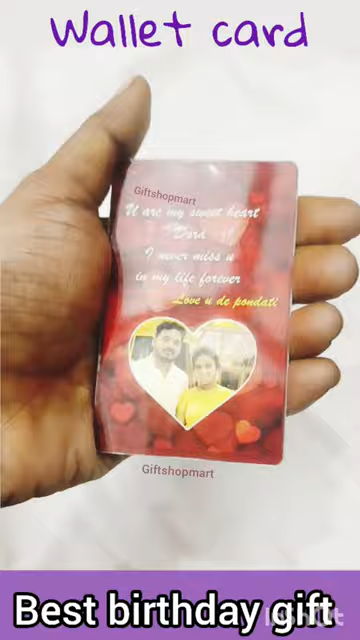 Wallet card
Giftshopmart
U are my sweet heart
I never miss u
in my life forever
Love u de pondati
Giftshopmart
Best birthday gift